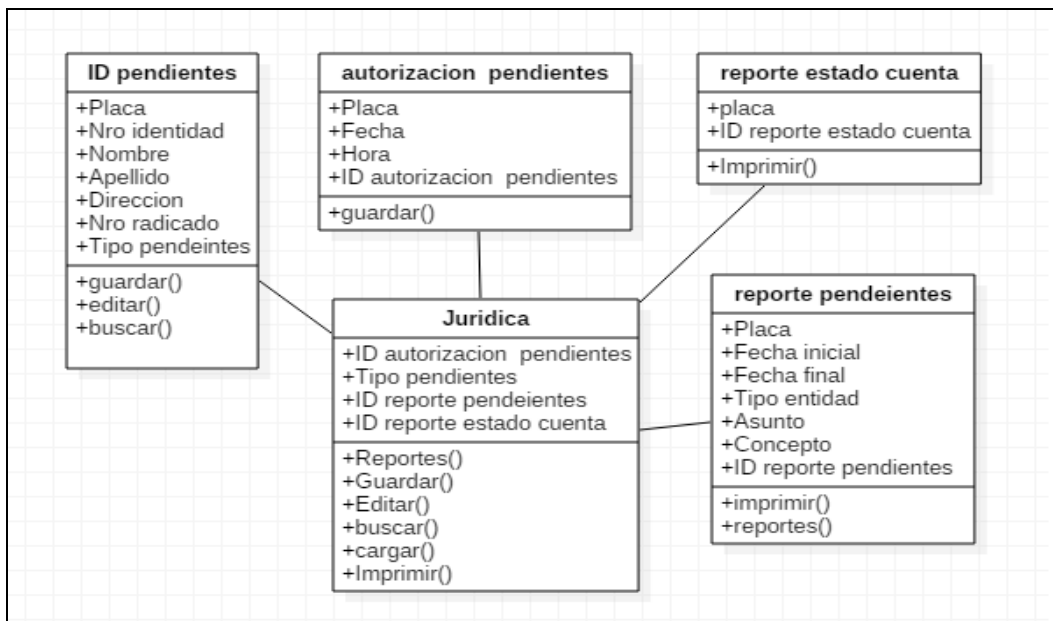 ID pendientes
+Placa
+Nro identidad
+Nombre
+Apellido
+Direccion
+Nro radicado
+Tipo pendeintes
+guardar()
+editar()
+buscar()
autorizacion pendientes
+Placa
+Fecha
+Hora
+ID autorizacion pendientes
+guardar()
reporte estado cuenta
+placa
+ID reporte estado cuenta
+Imprimir()
Juridica
+ID autorizacion pendientes
+Tipo pendientes
+ID reporte pendeientes
+ID reporte estado cuenta
+Reportes()
+Guardar()
+Editar()
+buscar()
+cargar()
+Imprimir()
reporte pendeientes
+Placa
+Fecha inicial
+Fecha final
+Tipo entidad
+Asunto
+Concepto
+ID reporte pendientes
+imprimir()
+reportes()